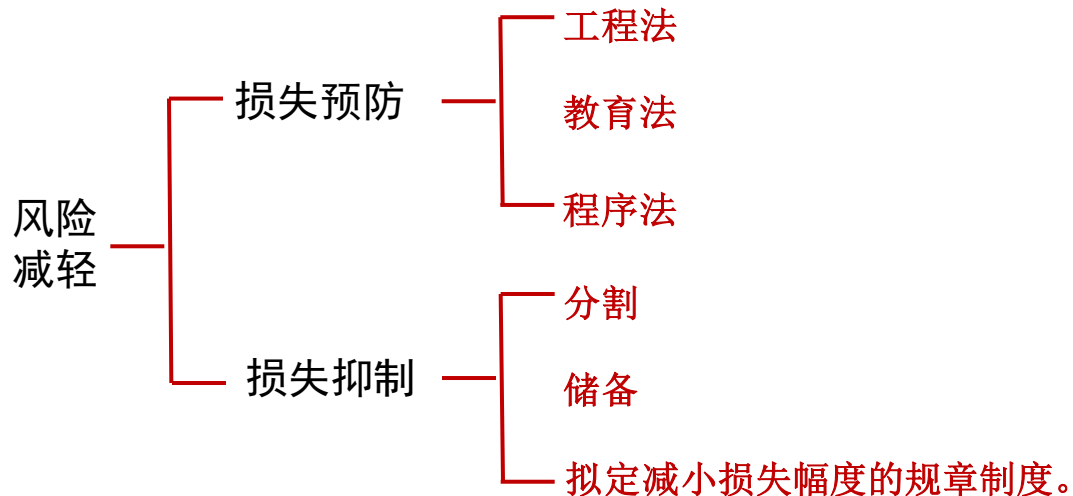 风险
减轻
损失预防
工程法
教育法
程序法
损失抑制
分割
储备
拟定减小损失幅度的规章制度。